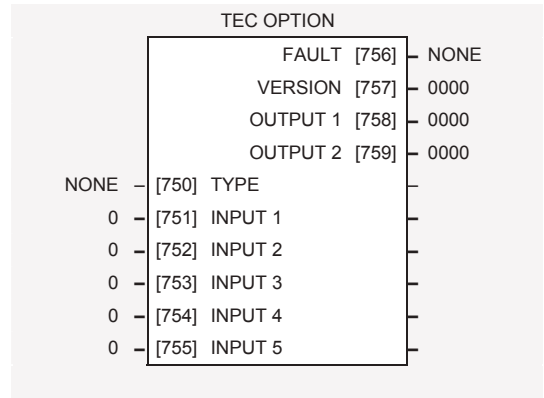 TEC OPTION
FAULT [756] – NONE
VERSION [757] – 0000
OUTPUT 1 [758] – 0000
OUTPUT 2 [759] – 0000
NONE – [750] TYPE –
0 – [751] INPUT 1 –
0 – [752] INPUT 2 –
0 – [753] INPUT 3 –
0 – [754] INPUT 4 –
0 – [755] INPUT 5 –